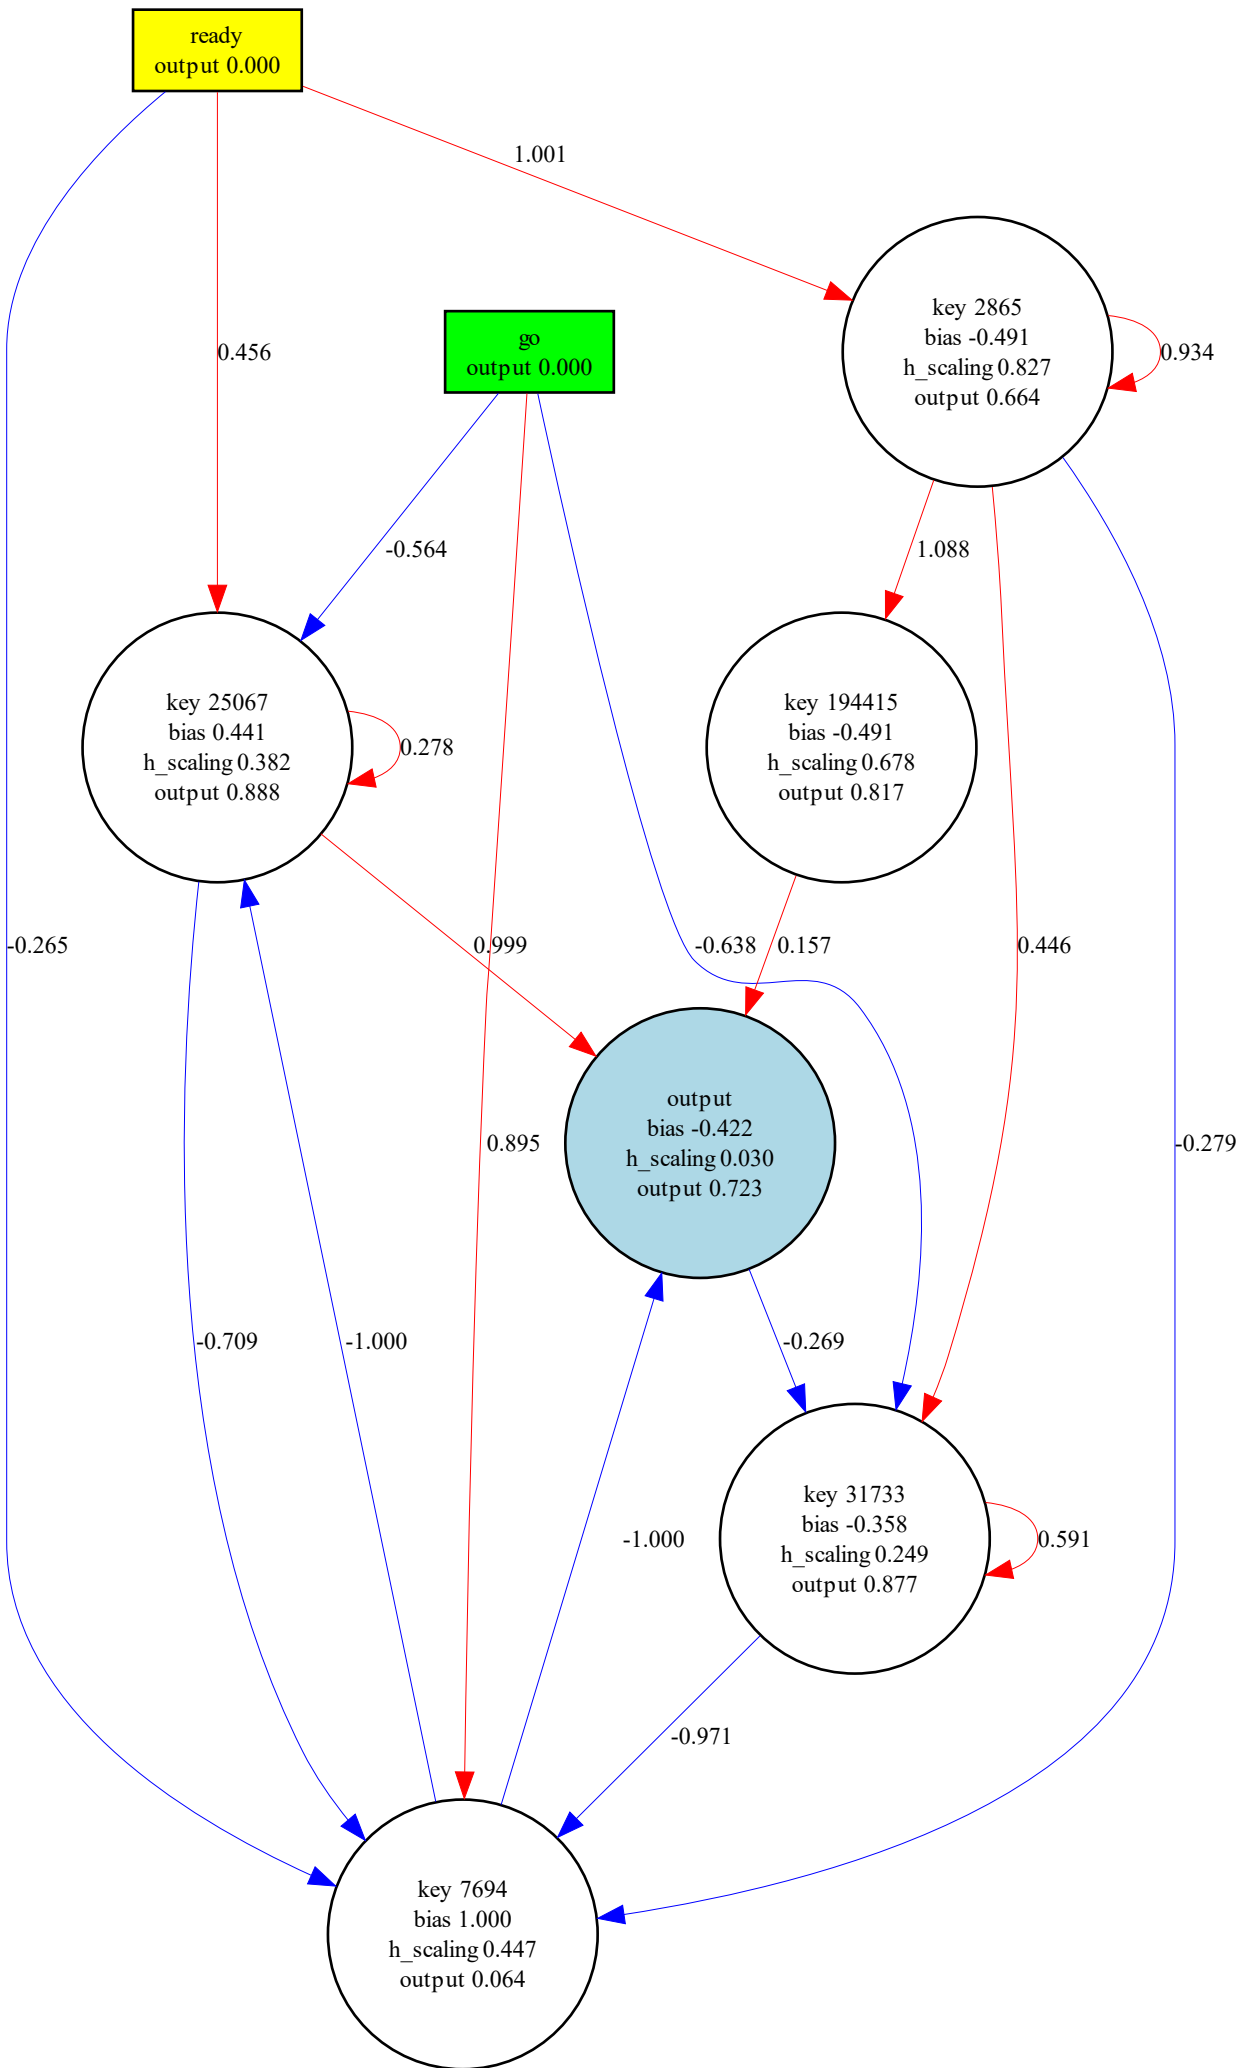 ready
output 0.000
1.001
go
output 0.000
key 2865
bias -0.491
h_scaling 0.827
output 0.664
0.456
0.934
-0.564
1.088
key 25067
bias 0.441
h_scaling 0.382
output 0.888
0.278
key 194415
bias -0.491
h_scaling 0.678
output 0.817
-0.265
0.999
-0.638
0.157
0.446
output
bias -0.422
h_scaling 0.030
output 0.723
0.895
-0.279
-0.709
-1.000
-0.269
-1.000
key 31733
bias -0.358
h_scaling 0.249
output 0.877
0.591
-0.971
key 7694
bias 1.000
h_scaling 0.447
output 0.064